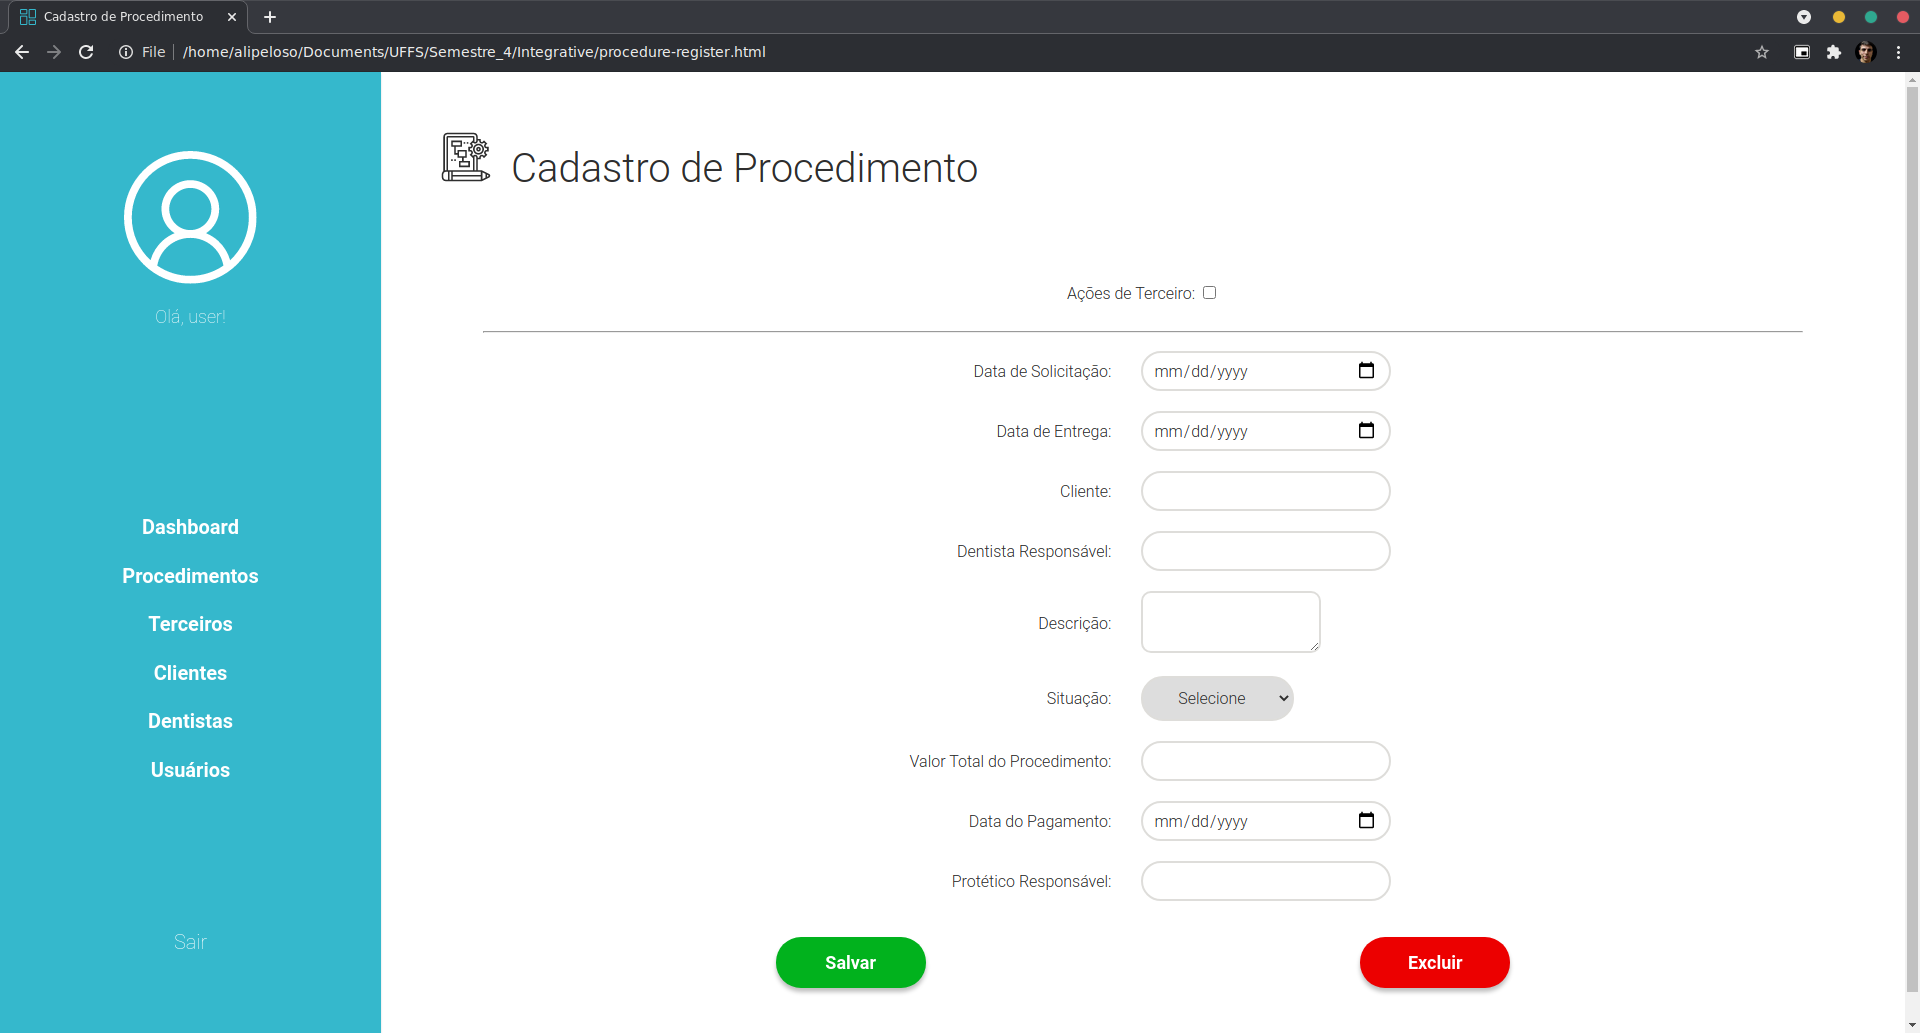 Cadastro de Procedimento
File
/home/alipeloso/Documents/UFFS/Semestre_4/Integrative/procedure-register.html
Olá, user!
Dashboard
Procedimentos
Terceiros
Clientes
Dentistas
Usuários
Sair
Cadastro de Procedimento
Ações de Terceiro:
Data de Solicitação: mm/dd/yyyy
Data de Entrega: mm/dd/yyyy
Cliente:
Dentista Responsável:
Descrição:
Situação: Selecione
Valor Total do Procedimento:
Data do Pagamento: mm/dd/yyyy
Protético Responsável:
Salvar
Excluir